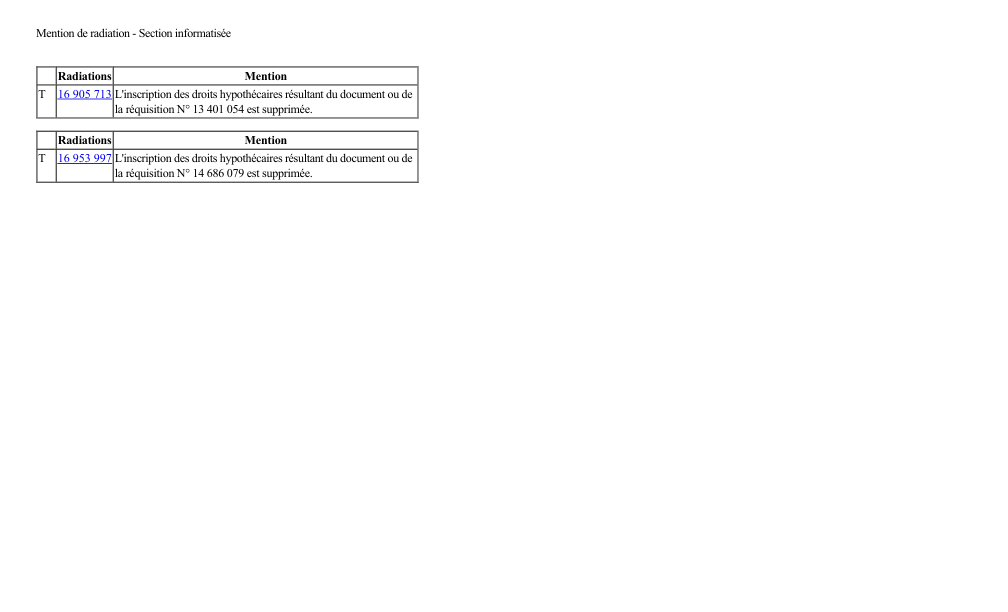 Mention de radiation - Section informatisée
Radiations Mention
T 16 905 713 L'inscription des droits hypothécaires résultant du document ou de
la réquisition N° 13 401 054 est supprimée.
Radiations Mention
T 16 953 997 L'inscription des droits hypothécaires résultant du document ou de
la réquisition N° 14 686 079 est supprimée.